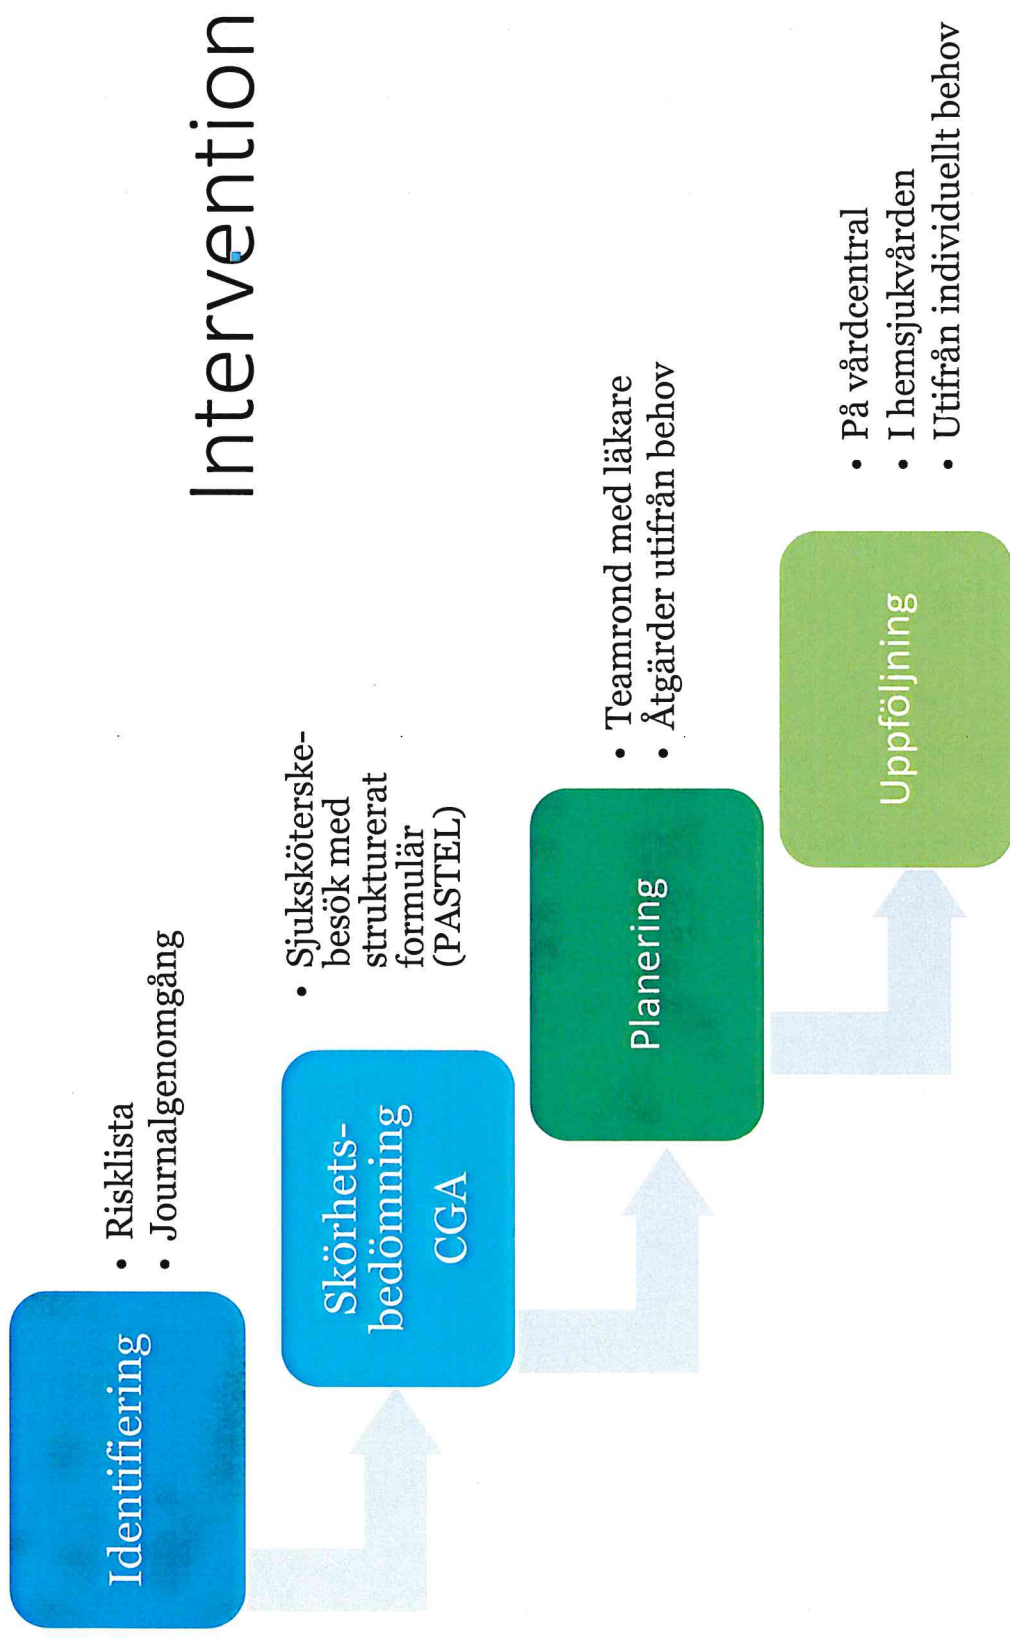 Intervention
Identifiering
• Risklista
• Journalgenomgång
Skörhets-
bedömning
CGA
• Sjuksköterske-
besök med
strukturerat
formulär
(PASTEL)
Planering
• Teamrond med läkare
• Åtgärder utifrån behov
Uppföljning
• På vårdcentral
• I hemsjukvården
• Utifrån individuellt behov